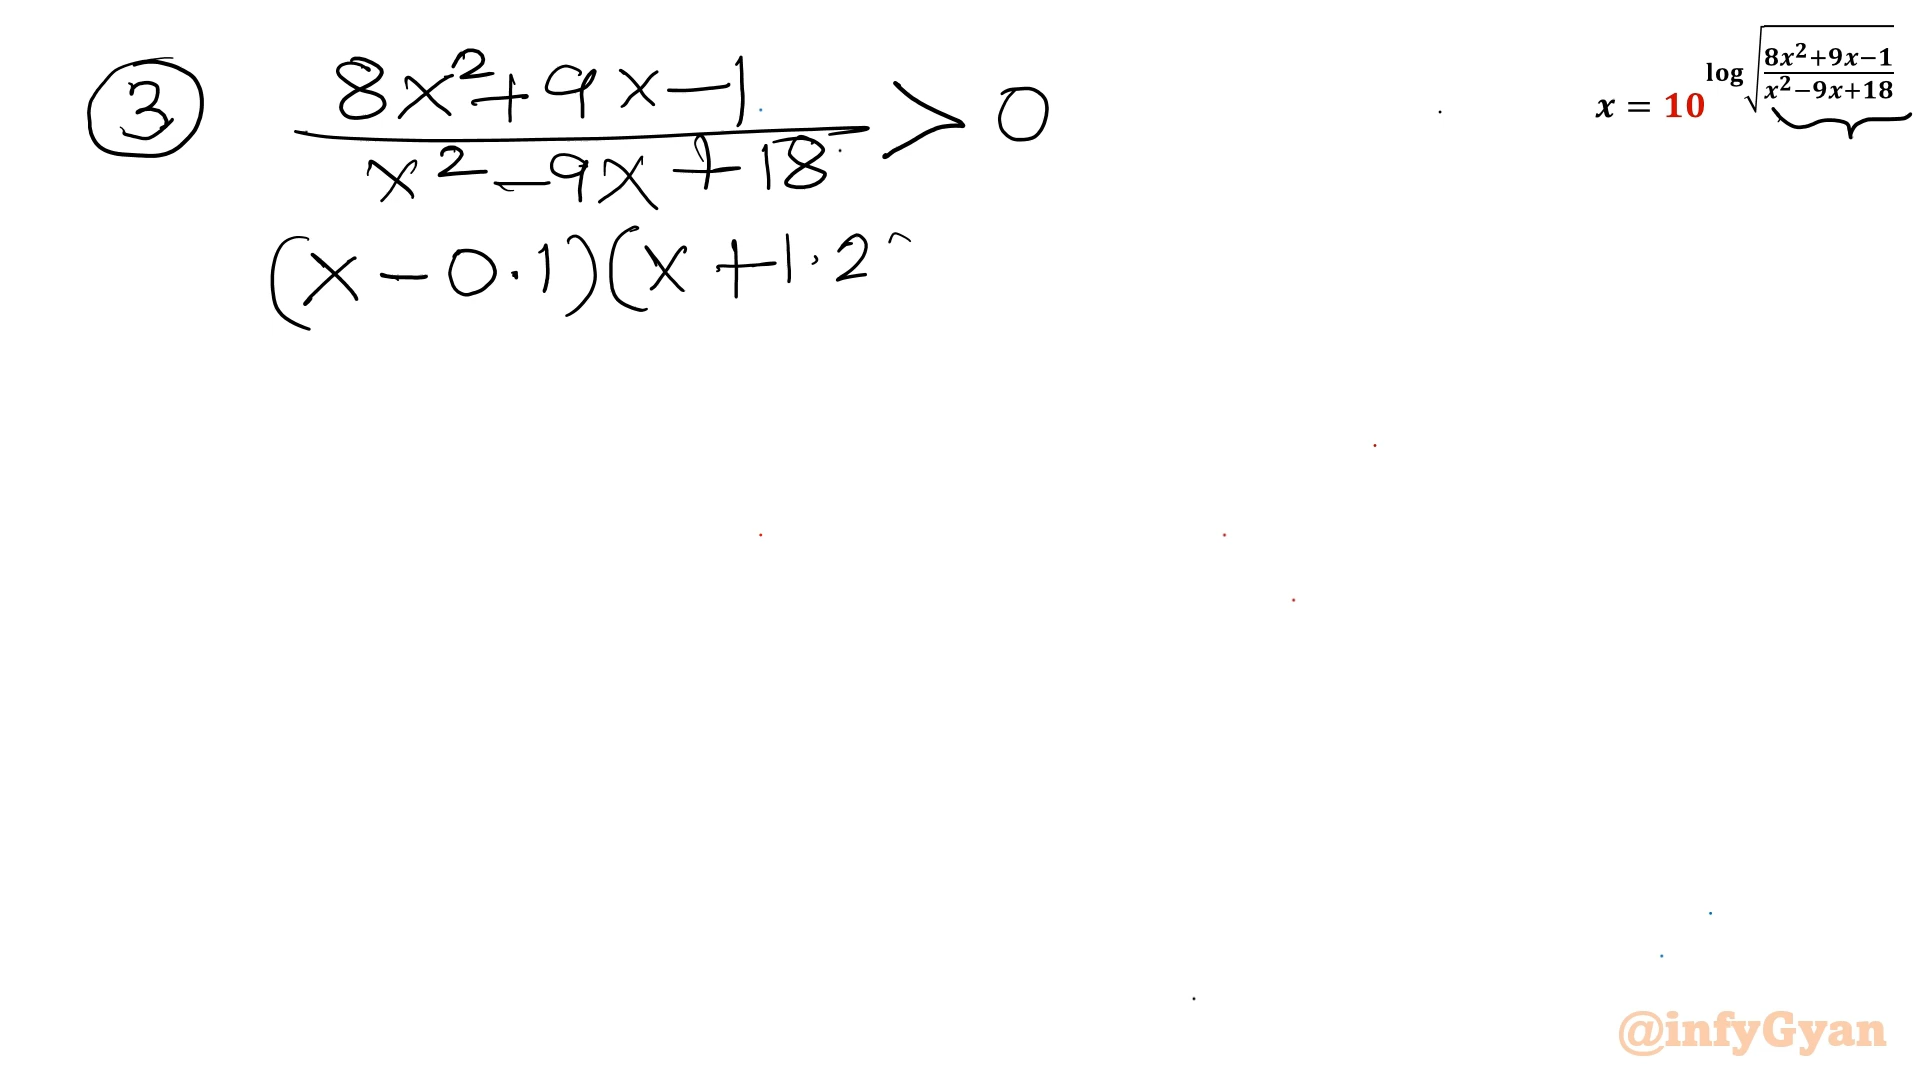 ③ (8x²+9x-1)/(x²-9x+18) > 0
(x-0.1)(x+1.2
x = 10^(log √((8x²+9x−1)/(x²−9x+18)))
@infyGyan